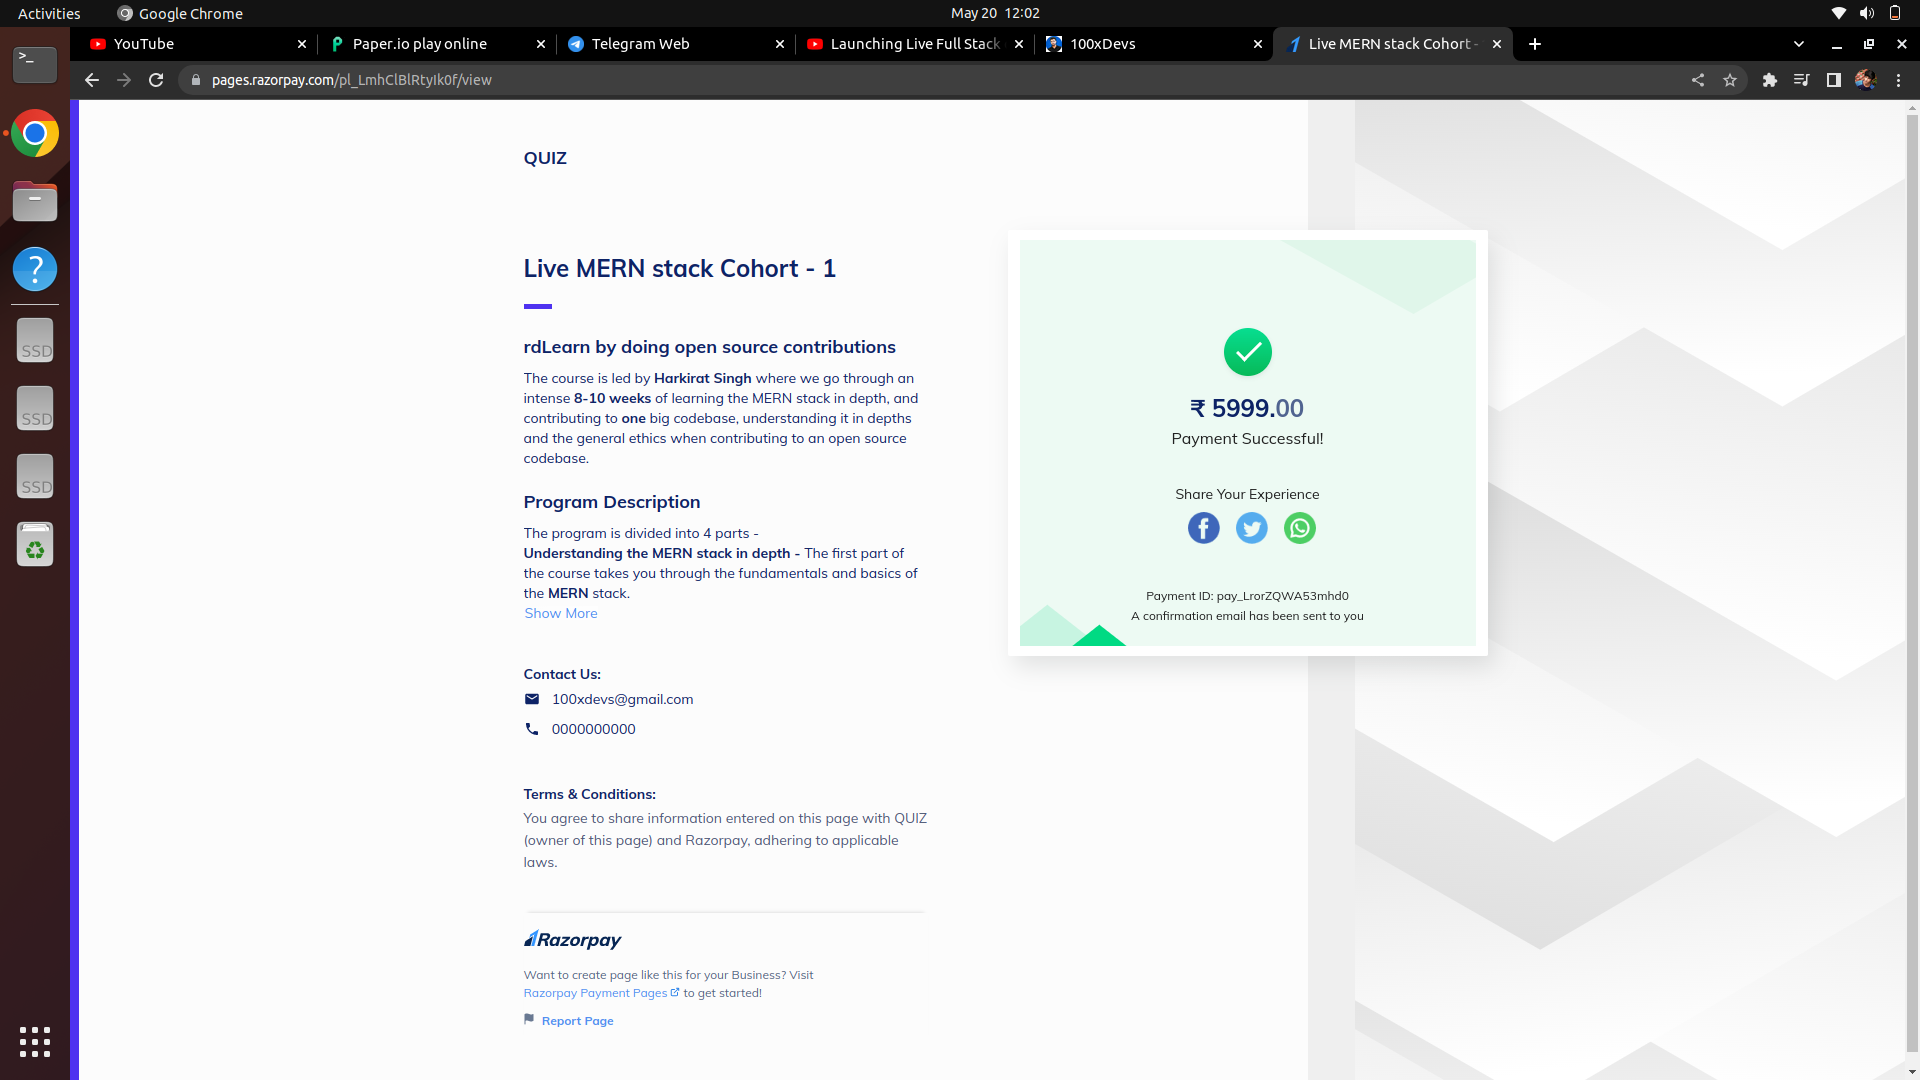 Activities
Google Chrome
May 20 12:02
YouTube
Paper.io play online
Telegram Web
Launching Live Full Stack
100xDevs
Live MERN stack Cohort -
pages.razorpay.com/pl_LmhClBlRtyIk0f/view
>_
?
SSD
SSD
SSD
QUIZ
Live MERN stack Cohort - 1
rdLearn by doing open source contributions
The course is led by Harkirat Singh where we go through an
intense 8-10 weeks of learning the MERN stack in depth, and
contributing to one big codebase, understanding it in depths
and the general ethics when contributing to an open source
codebase.
Program Description
The program is divided into 4 parts -
Understanding the MERN stack in depth - The first part of
the course takes you through the fundamentals and basics of
the MERN stack.
Show More
Contact Us:
100xdevs@gmail.com
0000000000
Terms & Conditions:
You agree to share information entered on this page with QUIZ
(owner of this page) and Razorpay, adhering to applicable
laws.
Razorpay
Want to create page like this for your Business? Visit
Razorpay Payment Pages to get started!
Report Page
₹ 5999.00
Payment Successful!
Share Your Experience
Payment ID: pay_LrorZQWA53mhd0
A confirmation email has been sent to you